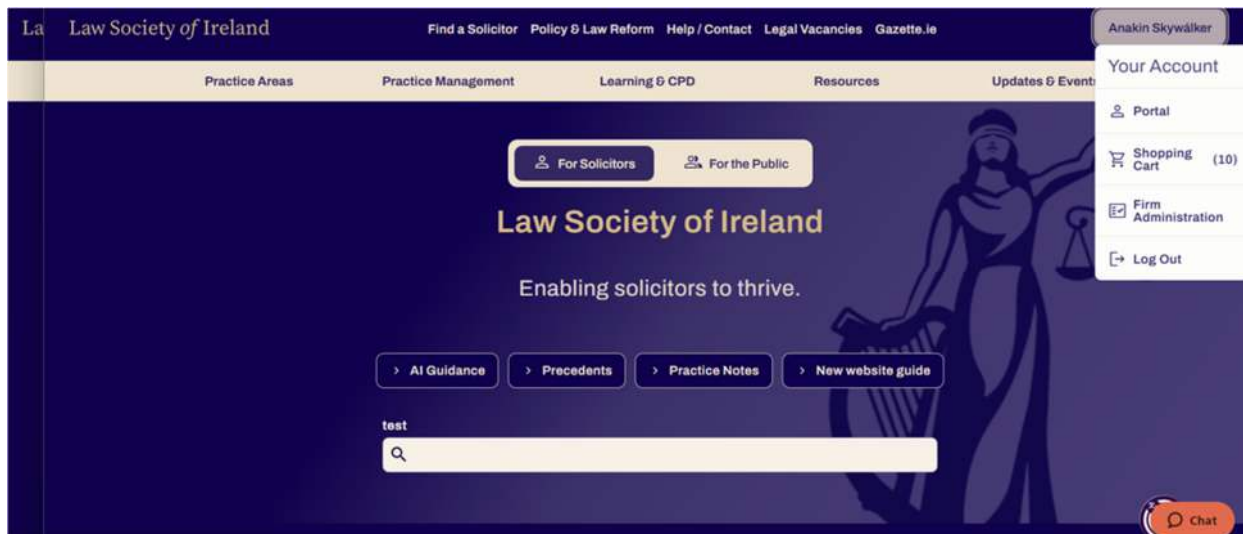 La
Law Society of Ireland
Find a Solicitor Policy & Law Reform Help / Contact Legal Vacancies Gazette.ie
Anakin Skywalker
Practice Areas Practice Management Learning & CPD Resources Updates & Events
Your Account
Portal
Shopping Cart (10)
Firm Administration
Log Out
For Solicitors For the Public
Law Society of Ireland
Enabling solicitors to thrive.
AI Guidance Precedents Practice Notes New website guide
test
Chat